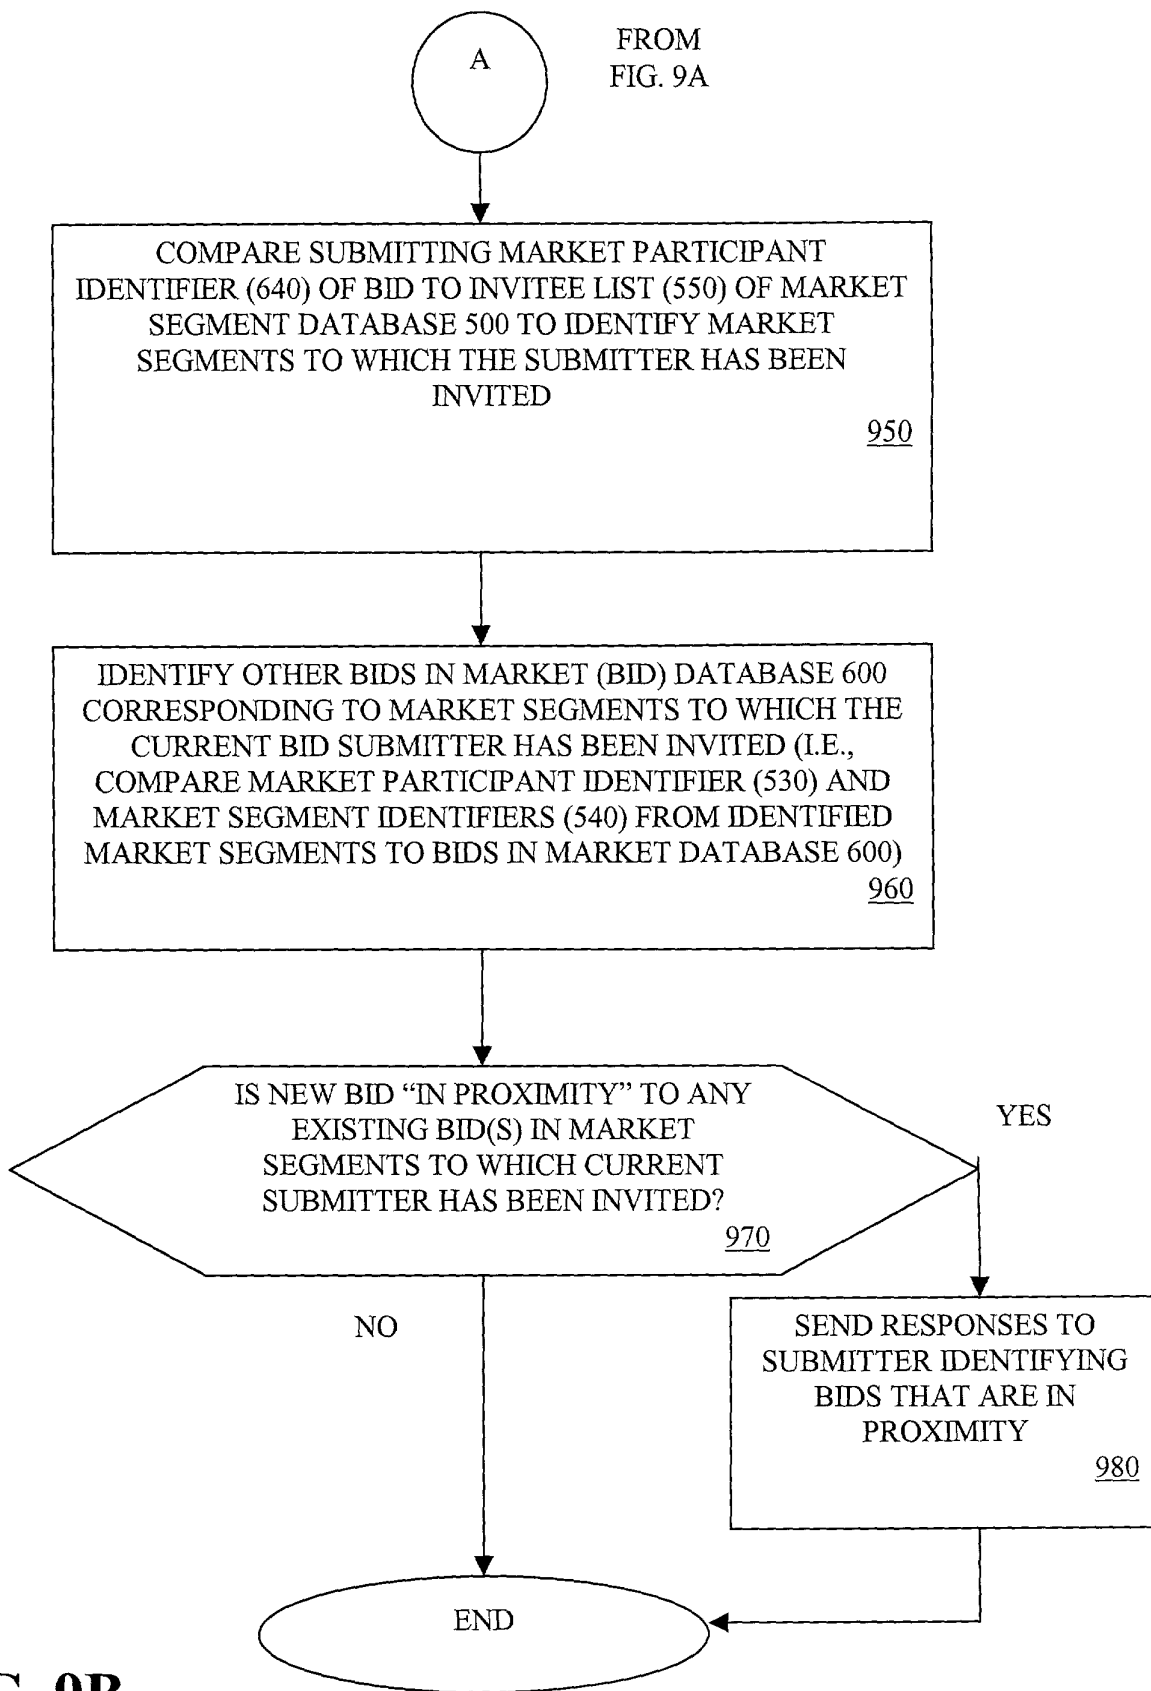 A
FROM
FIG. 9A
COMPARE SUBMITTING MARKET PARTICIPANT
IDENTIFIER (640) OF BID TO INVITEE LIST (550) OF MARKET
SEGMENT DATABASE 500 TO IDENTIFY MARKET
SEGMENTS TO WHICH THE SUBMITTER HAS BEEN
INVITED
950
IDENTIFY OTHER BIDS IN MARKET (BID) DATABASE 600
CORRESPONDING TO MARKET SEGMENTS TO WHICH THE
CURRENT BID SUBMITTER HAS BEEN INVITED (I.E.,
COMPARE MARKET PARTICIPANT IDENTIFIER (530) AND
MARKET SEGMENT IDENTIFIERS (540) FROM IDENTIFIED
MARKET SEGMENTS TO BIDS IN MARKET DATABASE 600)
960
IS NEW BID “IN PROXIMITY” TO ANY
EXISTING BID(S) IN MARKET
SEGMENTS TO WHICH CURRENT
SUBMITTER HAS BEEN INVITED?
970
YES
NO
SEND RESPONSES TO
SUBMITTER IDENTIFYING
BIDS THAT ARE IN
PROXIMITY
980
END